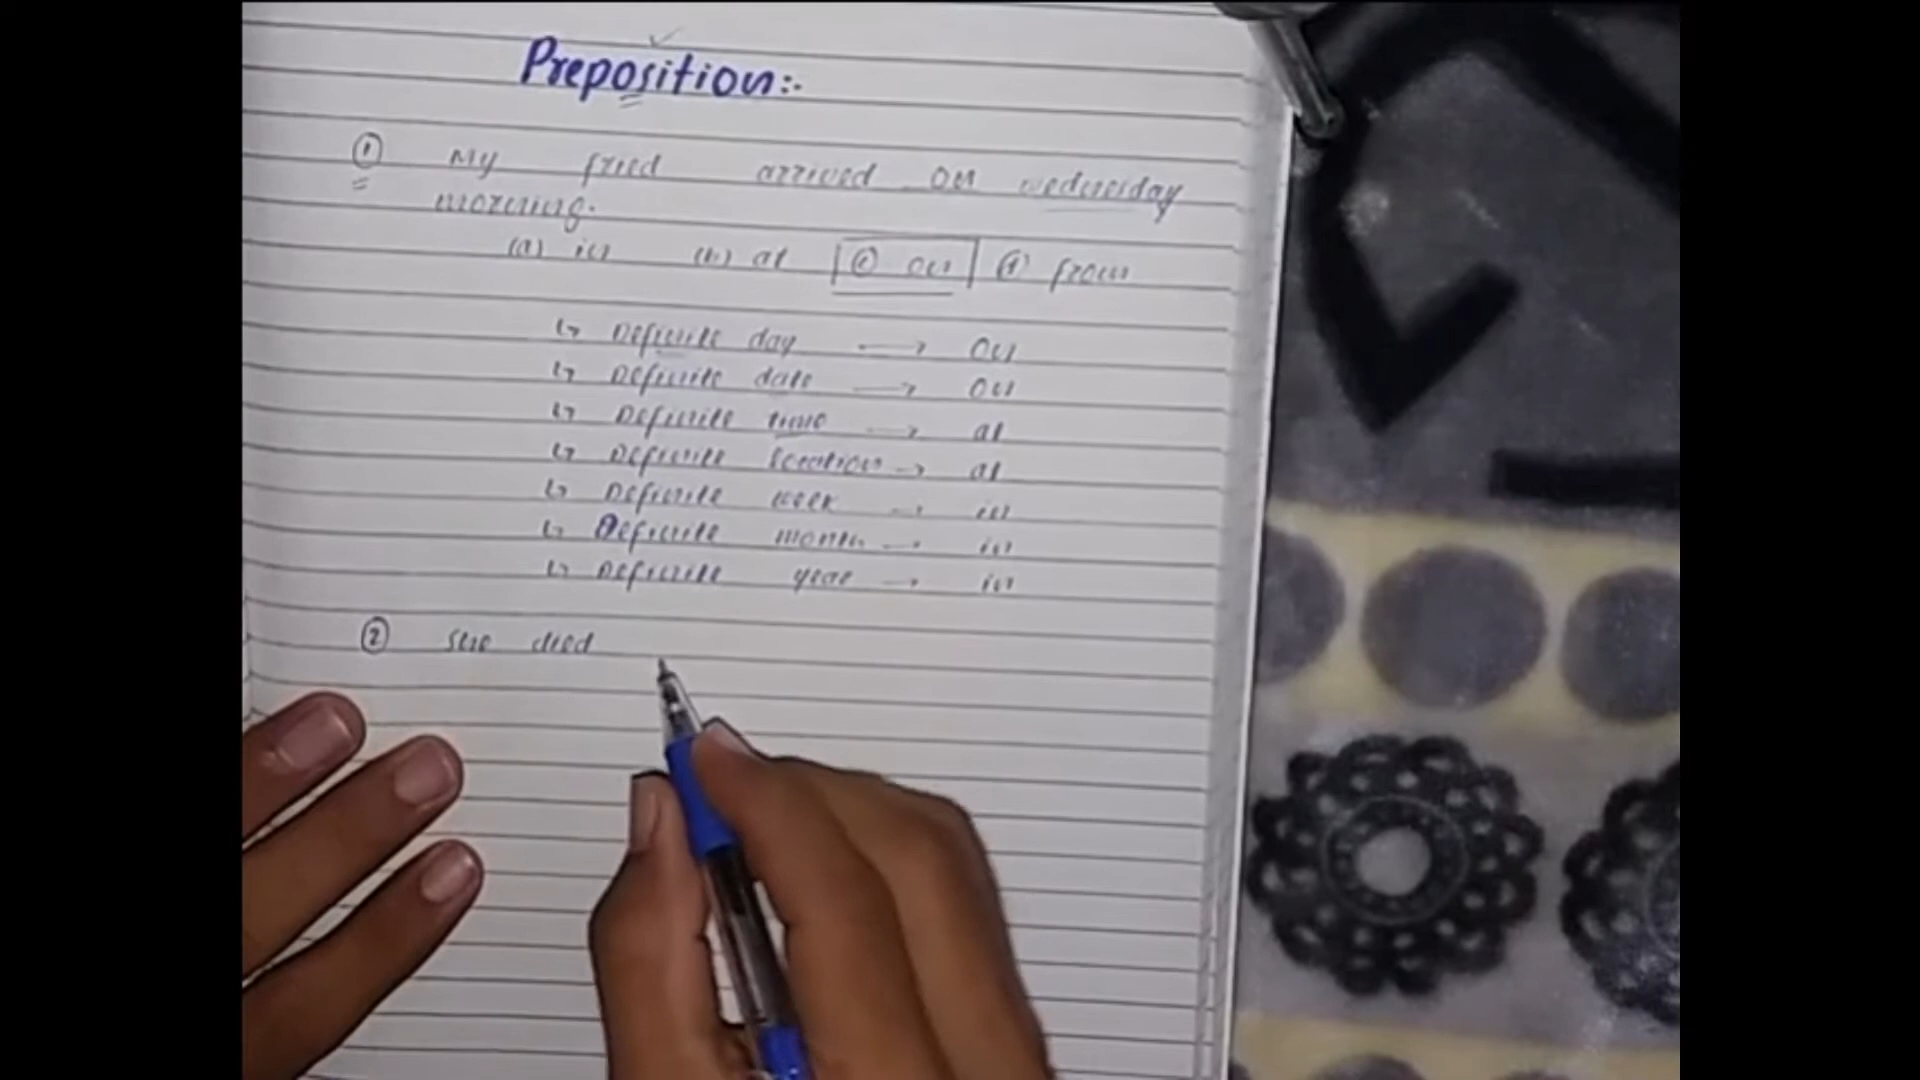 Preposition:-
① My fried arrived on wednesday
morning.
(a) in (b) at (c) on (d) from
↳ Definite day → on
↳ Definite date → on
↳ Definite time → at
↳ Definite location → at
↳ Definite week → in
↳ Definite month → in
↳ Definite year → in
② She died